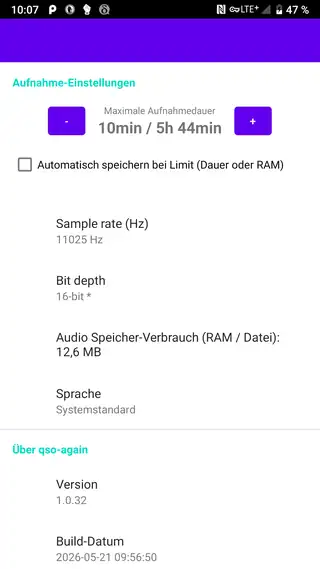 10:07
LTE+
47 %
Aufnahme-Einstellungen
-
Maximale Aufnahmedauer
10min / 5h 44min
+
Automatisch speichern bei Limit (Dauer oder RAM)
Sample rate (Hz)
11025 Hz
Bit depth
16-bit *
Audio Speicher-Verbrauch (RAM / Datei):
12,6 MB
Sprache
Systemstandard
Über qso-again
Version
1.0.32
Build-Datum
2026-05-21 09:56:50